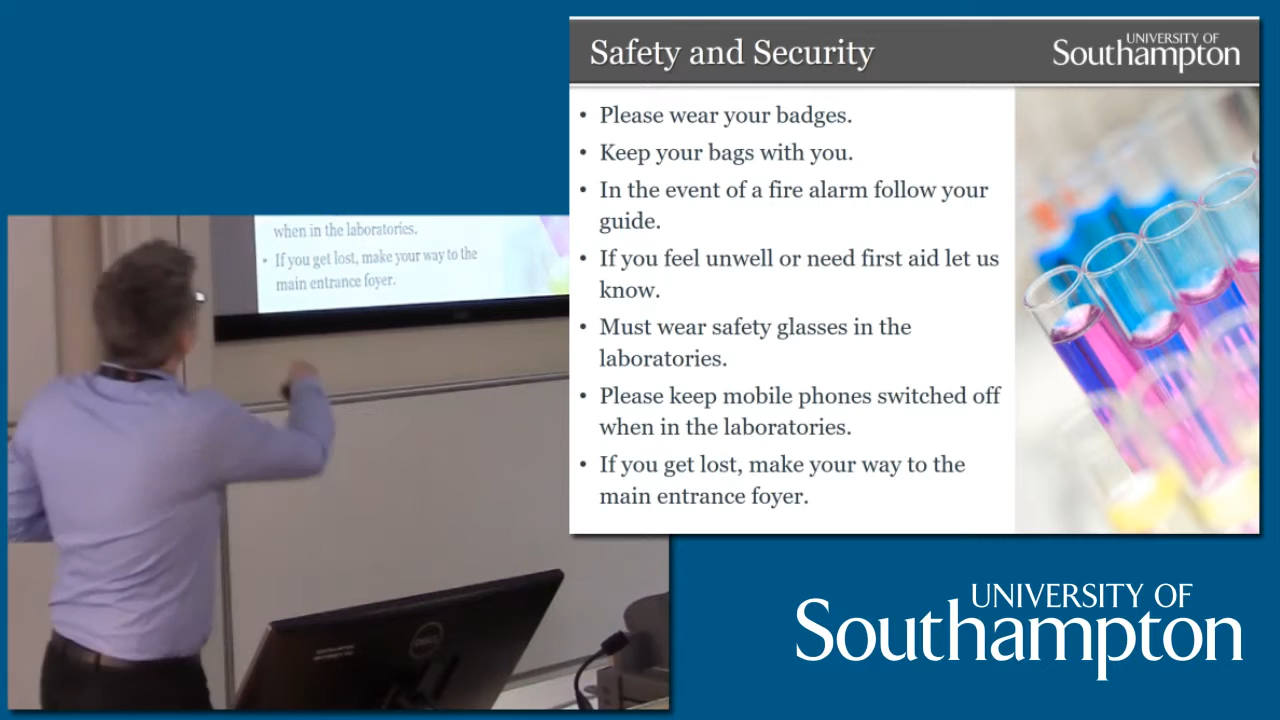 Safety and Security
UNIVERSITY OF
Southampton
• Please wear your badges.
• Keep your bags with you.
• In the event of a fire alarm follow your
guide.
• If you feel unwell or need first aid let us
know.
• Must wear safety glasses in the
laboratories.
• Please keep mobile phones switched off
when in the laboratories.
• If you get lost, make your way to the
main entrance foyer.
when in the laboratories.
• If you get lost, make your way to the
main entrance foyer.
DELL
UNIVERSITY OF
Southampton